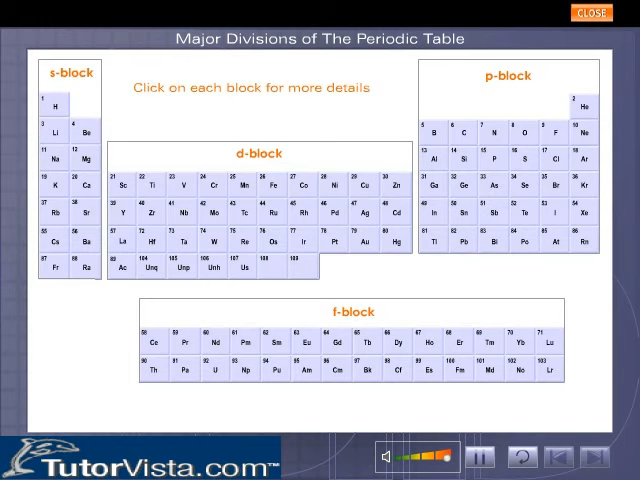 CLOSE
Major Divisions of The Periodic Table
s-block
Click on each block for more details
p-block
d-block
1 H
2 He
3 Li 4 Be
5 B 6 C 7 N 8 O 9 F 10 Ne
11 Na 12 Mg
13 Al 14 Si 15 P 16 S 17 Cl 18 Ar
19 K 20 Ca 21 Sc 22 Ti 23 V 24 Cr 25 Mn 26 Fe 27 Co 28 Ni 29 Cu 30 Zn 31 Ga 32 Ge 33 As 34 Se 35 Br 36 Kr
37 Rb 38 Sr 39 Y 40 Zr 41 Nb 42 Mo 43 Tc 44 Ru 45 Rh 46 Pd 47 Ag 48 Cd 49 In 50 Sn 51 Sb 52 Te 53 I 54 Xe
55 Cs 56 Ba 57 La 72 Hf 73 Ta 74 W 75 Re 76 Os 77 Ir 78 Pt 79 Au 80 Hg 81 Tl 82 Pb 83 Bi 84 Po 85 At 86 Rn
87 Fr 88 Ra 89 Ac 104 Unq 105 Unp 106 Unh 107 Us 108 109
f-block
58 Ce 59 Pr 60 Nd 61 Pm 62 Sm 63 Eu 64 Gd 65 Tb 66 Dy 67 Ho 68 Er 69 Tm 70 Yb 71 Lu
90 Th 91 Pa 92 U 93 Np 94 Pu 95 Am 96 Cm 97 Bk 98 Cf 99 Es 100 Fm 101 Md 102 No 103 Lr
TutorVista.com™